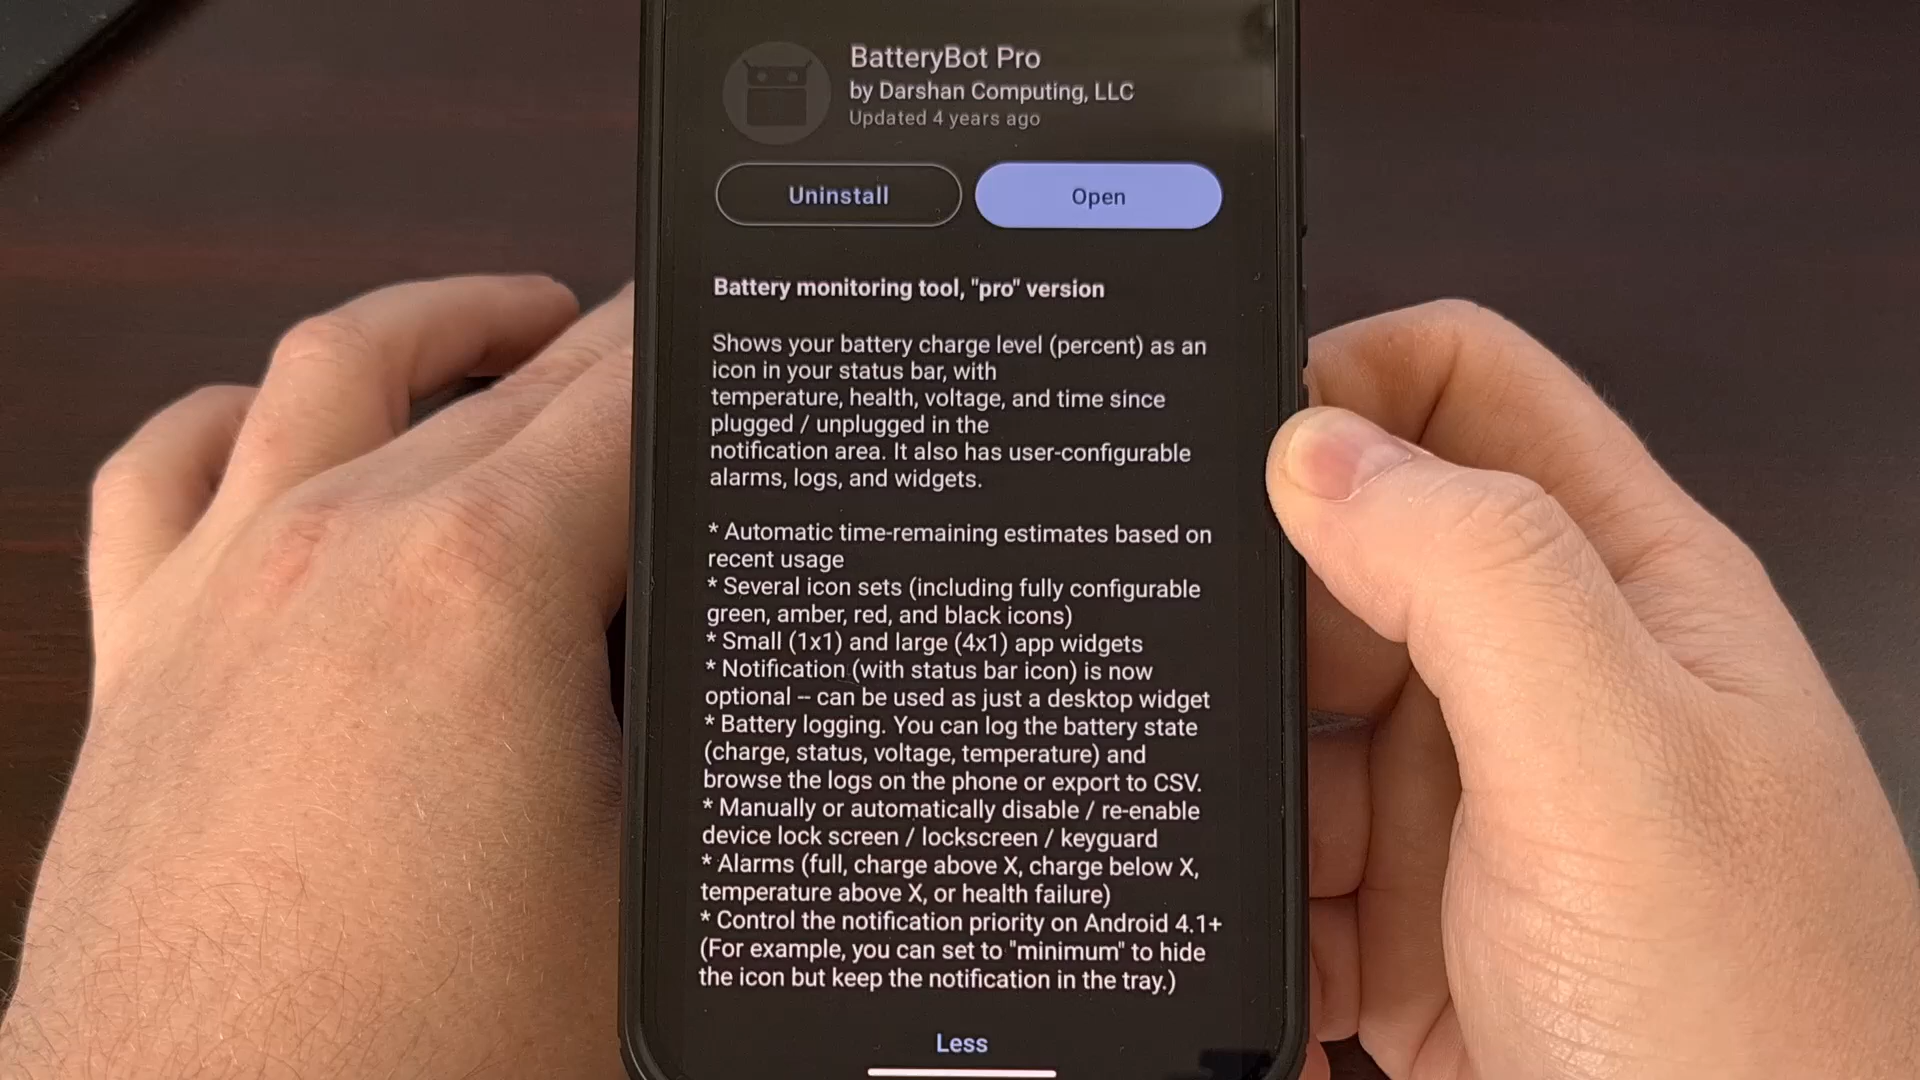 BatteryBot Pro
by Darshan Computing, LLC
Updated 4 years ago
Uninstall
Open
Battery monitoring tool, "pro" version
Shows your battery charge level (percent) as an
icon in your status bar, with
temperature, health, voltage, and time since
plugged / unplugged in the
notification area. It also has user-configurable
alarms, logs, and widgets.
* Automatic time-remaining estimates based on
recent usage
* Several icon sets (including fully configurable
green, amber, red, and black icons)
* Small (1x1) and large (4x1) app widgets
* Notification (with status bar icon) is now
optional -- can be used as just a desktop widget
* Battery logging. You can log the battery state
(charge, status, voltage, temperature) and
browse the logs on the phone or export to CSV.
* Manually or automatically disable / re-enable
device lock screen / lockscreen / keyguard
* Alarms (full, charge above X, charge below X,
temperature above X, or health failure)
* Control the notification priority on Android 4.1+
(For example, you can set to "minimum" to hide
the icon but keep the notification in the tray.)
Less